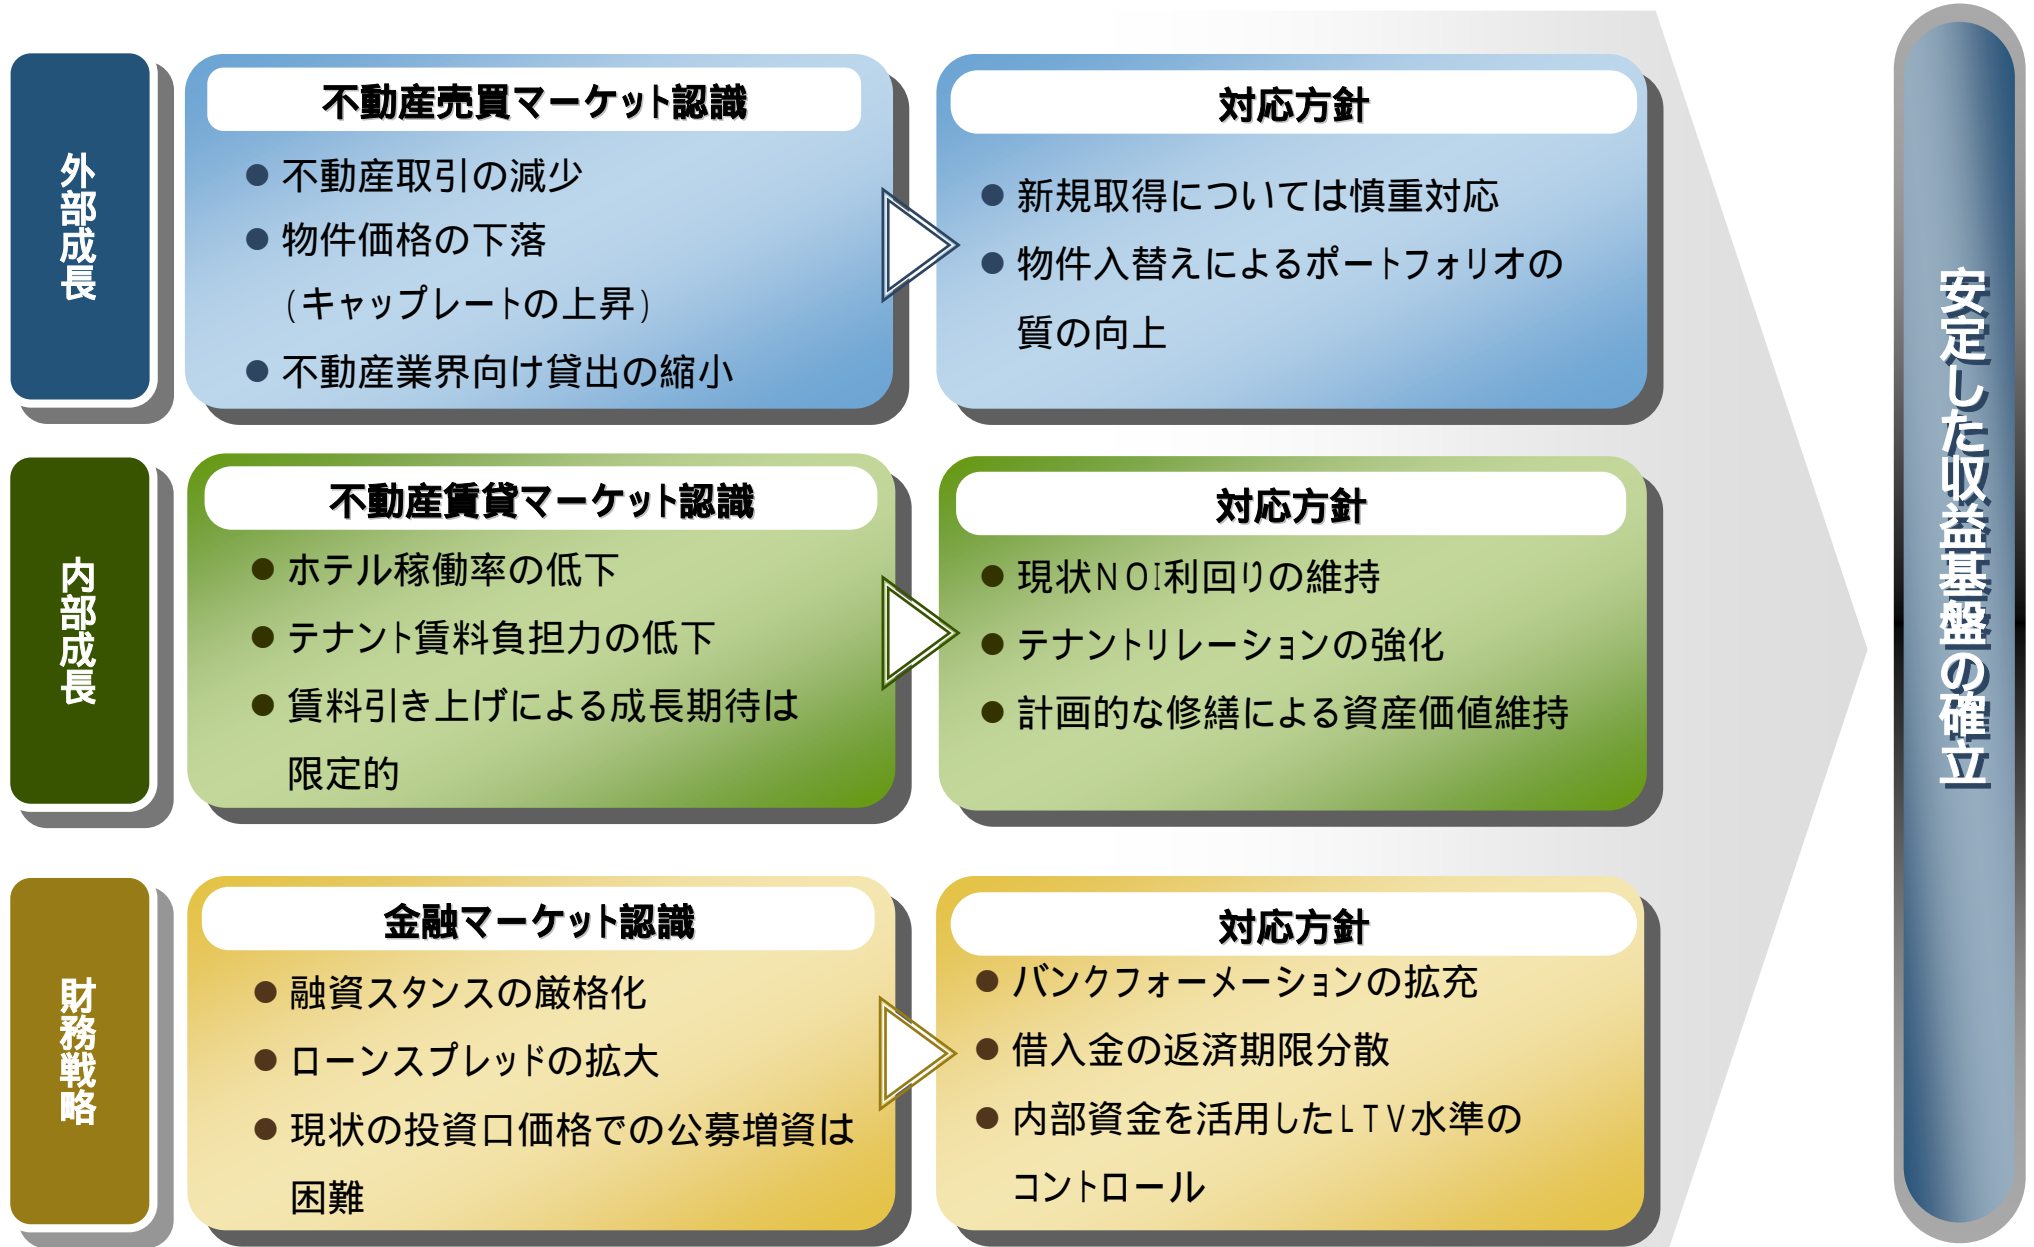 外部成長
不動産売買マーケット認識
不動産取引の減少
物件価格の下落
（キャップレートの上昇）
不動産業界向け貸出の縮小
対応方針
新規取得については慎重対応
物件入替えによるポートフォリオの
質の向上
内部成長
不動産賃貸マーケット認識
ホテル稼働率の低下
テナント賃料負担力の低下
賃料引き上げによる成長期待は
限定的
対応方針
現状NOI利回りの維持
テナントリレーションの強化
計画的な修繕による資産価値維持
財務戦略
金融マーケット認識
融資スタンスの厳格化
ローンスプレッドの拡大
現状の投資口価格での公募増資は
困難
対応方針
バンクフォーメーションの拡充
借入金の返済期限分散
内部資金を活用したLTV水準の
コントロール
安定した収益基盤の確立